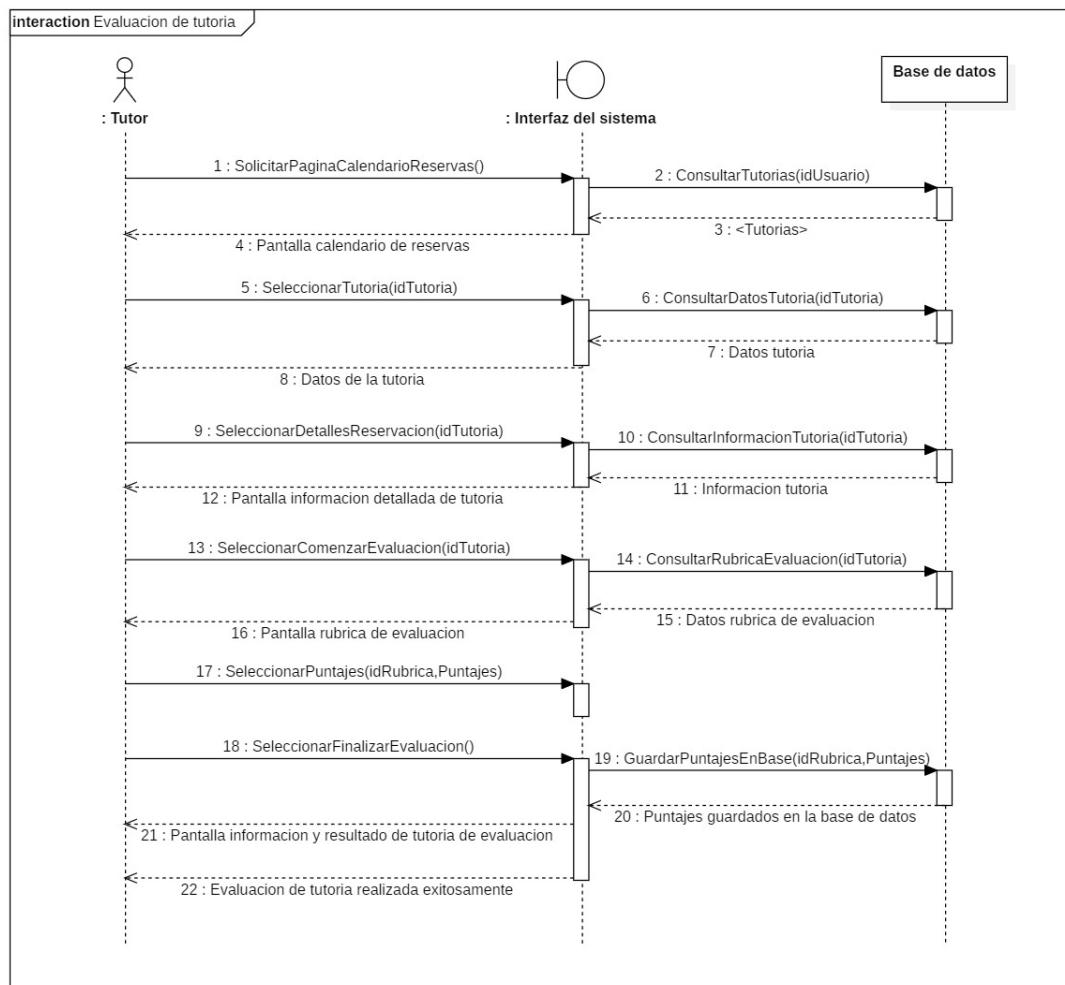 interaction Evaluacion de tutoria
: Tutor
: Interfaz del sistema
Base de datos
1 : SolicitarPaginaCalendarioReservas()
2 : ConsultarTutorias(idUsuario)
3 : <Tutorias>
4 : Pantalla calendario de reservas
5 : SeleccionarTutoria(idTutoria)
6 : ConsultarDatosTutoria(idTutoria)
7 : Datos tutoria
8 : Datos de la tutoria
9 : SeleccionarDetallesReservacion(idTutoria)
10 : ConsultarInformacionTutoria(idTutoria)
11 : Informacion tutoria
12 : Pantalla informacion detallada de tutoria
13 : SeleccionarComenzarEvaluacion(idTutoria)
14 : ConsultarRubricaEvaluacion(idTutoria)
15 : Datos rubrica de evaluacion
16 : Pantalla rubrica de evaluacion
17 : SeleccionarPuntajes(idRubrica,Puntajes)
18 : SeleccionarFinalizarEvaluacion()
19 : GuardarPuntajesEnBase(idRubrica,Puntajes)
20 : Puntajes guardados en la base de datos
21 : Pantalla informacion y resultado de tutoria de evaluacion
22 : Evaluacion de tutoria realizada exitosamente